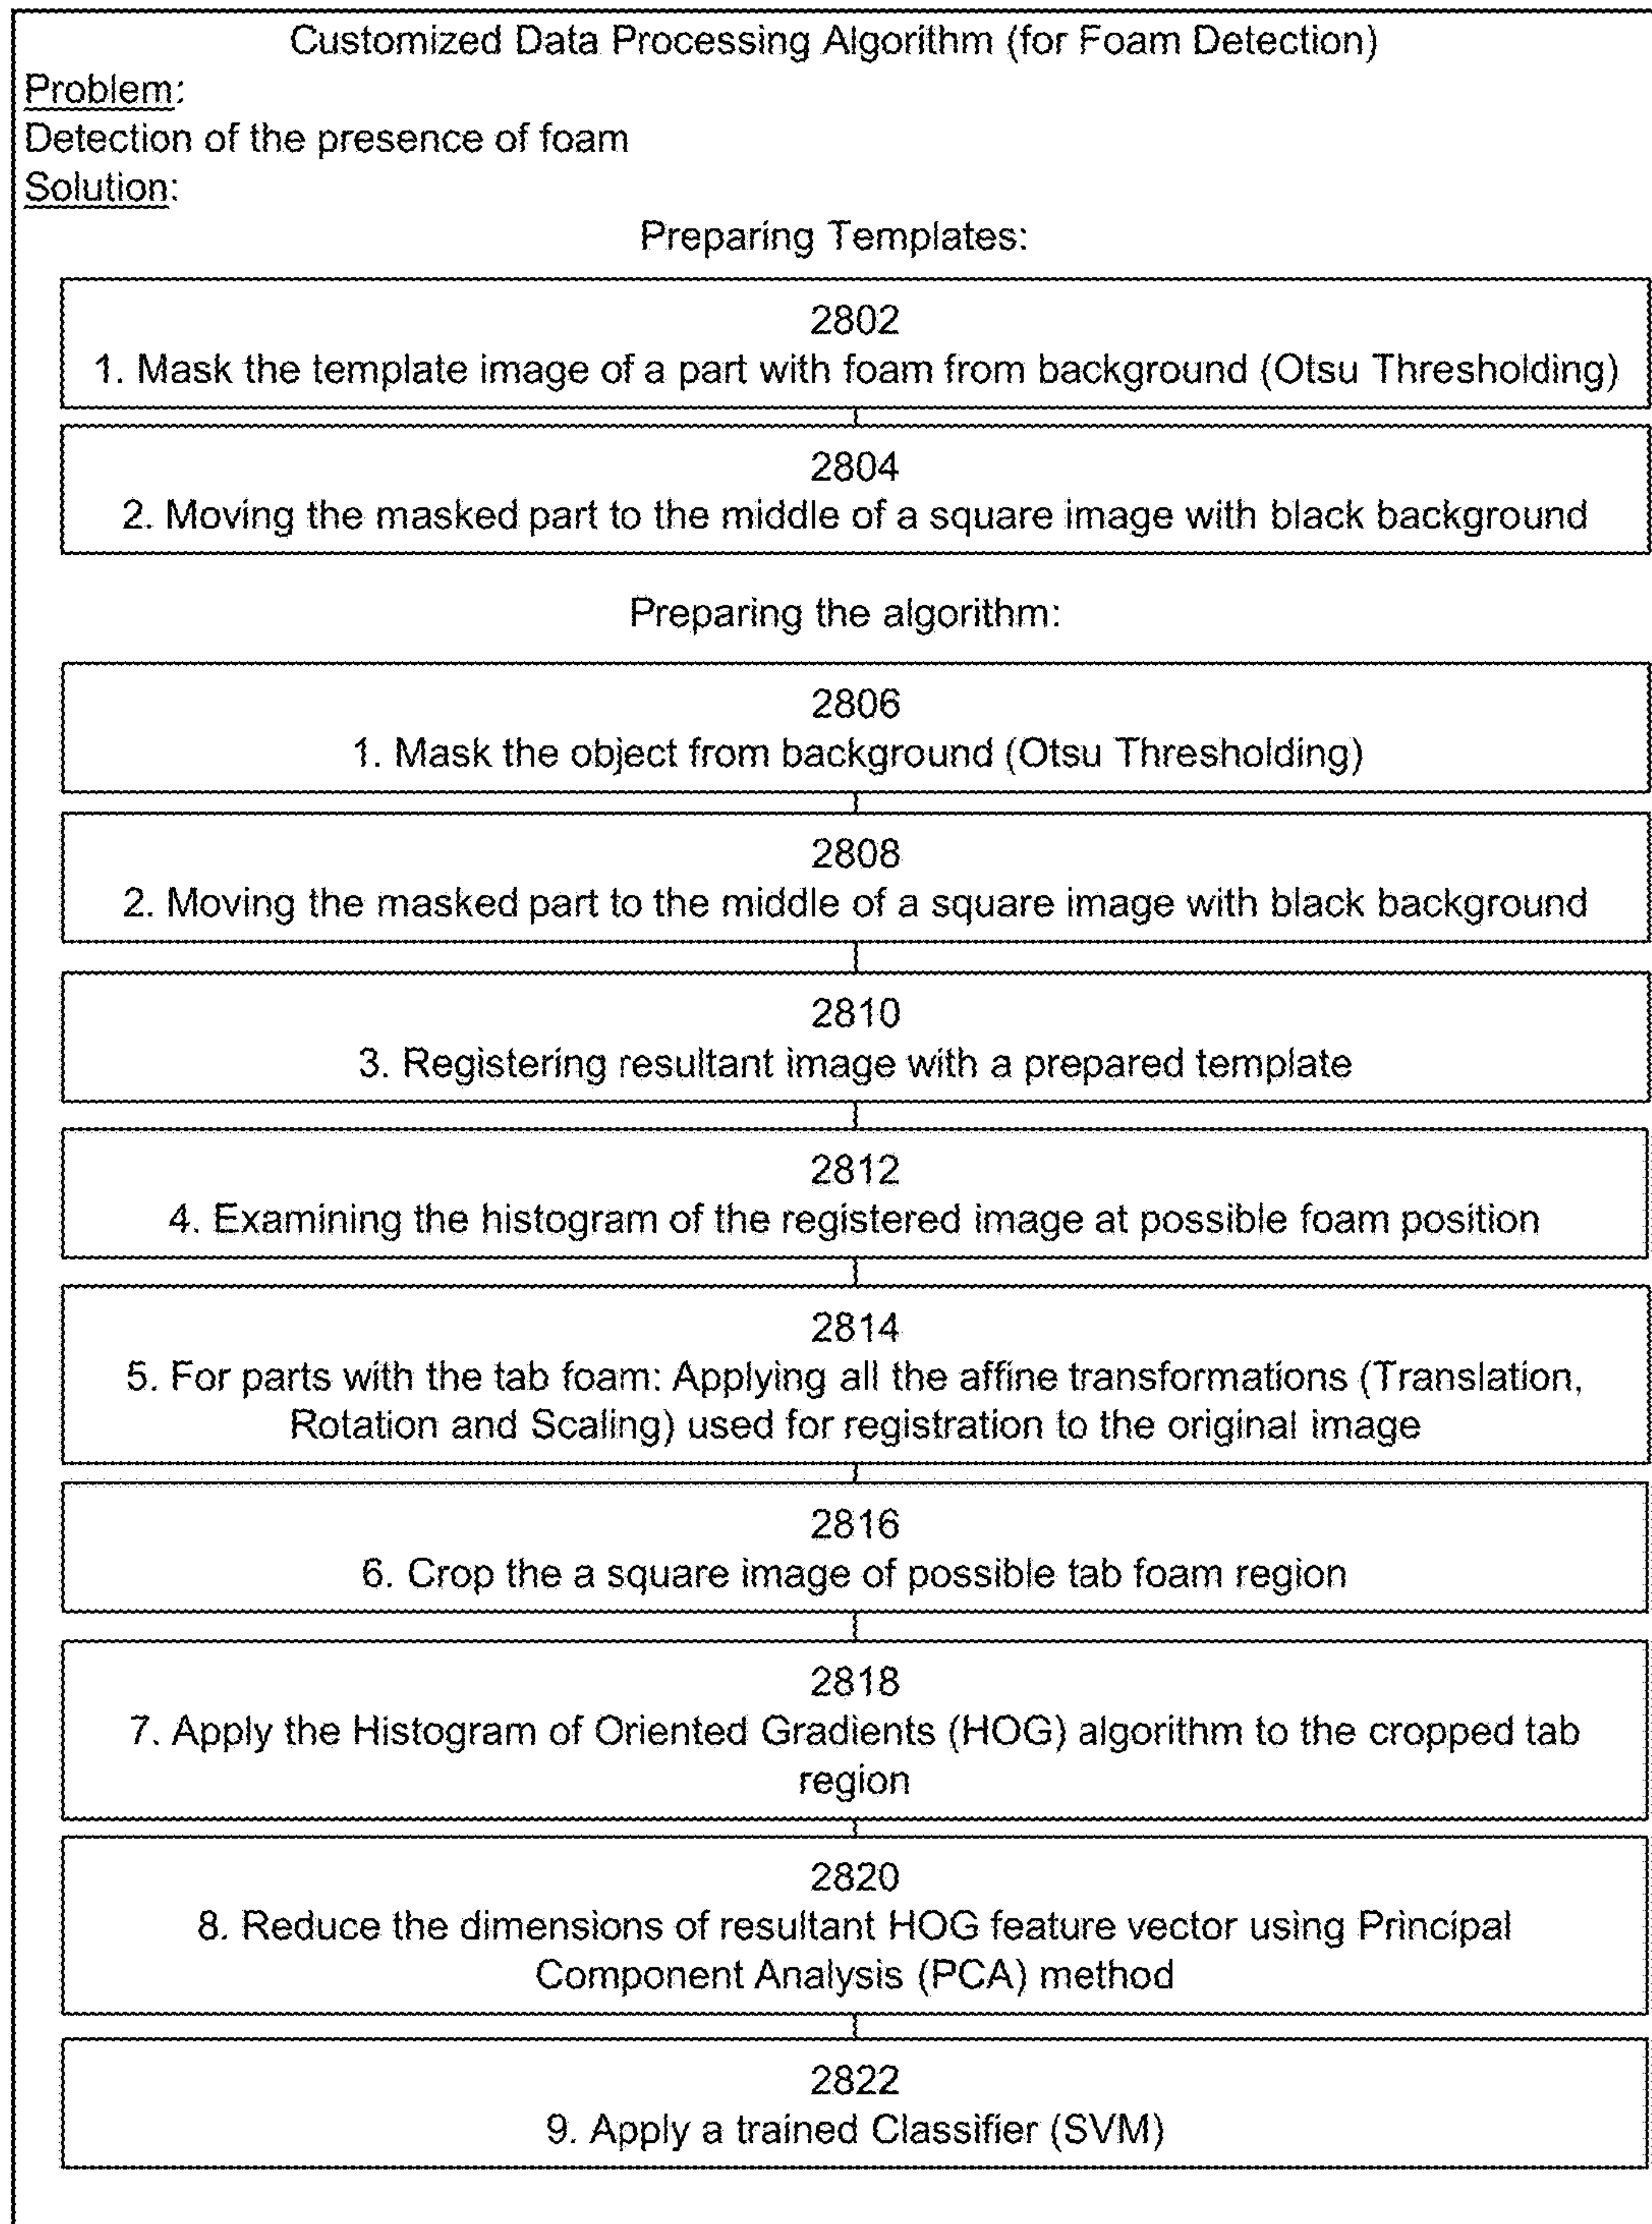 Customized Data Processing Algorithm (for Foam Detection)
Problem:
Detection of the presence of foam
Solution:
Preparing Templates:
2802
1. Mask the template image of a part with foam from background (Otsu Thresholding)
2804
2. Moving the masked part to the middle of a square image with black background
Preparing the algorithm:
2806
1. Mask the object from background (Otsu Thresholding)
2808
2. Moving the masked part to the middle of a square image with black background
2810
3. Registering resultant image with a prepared template
2812
4. Examining the histogram of the registered image at possible foam position
2814
5. For parts with the tab foam: Applying all the affine transformations (Translation,
Rotation and Scaling) used for registration to the original image
2816
6. Crop the a square image of possible tab foam region
2818
7. Apply the Histogram of Oriented Gradients (HOG) algorithm to the cropped tab
region
2820
8. Reduce the dimensions of resultant HOG feature vector using Principal
Component Analysis (PCA) method
2822
9. Apply a trained Classifier (SVM)